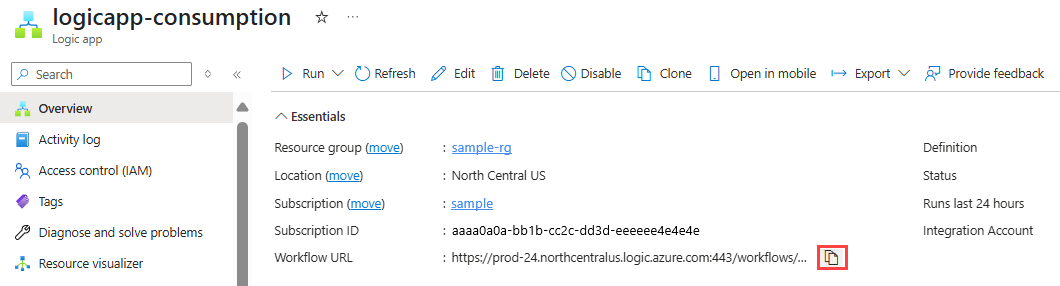 logicapp-consumption
Logic app
Search
Run Refresh Edit Delete Disable Clone Open in mobile Export Provide feedback
Overview
Activity log
Access control (IAM)
Tags
Diagnose and solve problems
Resource visualizer
Essentials
Resource group (move) : sample-rg
Location (move) : North Central US
Subscription (move) : sample
Subscription ID : aaaa0a0a-bb1b-cc2c-dd3d-eeeeee4e4e4e
Workflow URL : https://prod-24.northcentralus.logic.azure.com:443/workflows/...
Definition
Status
Runs last 24 hours
Integration Account